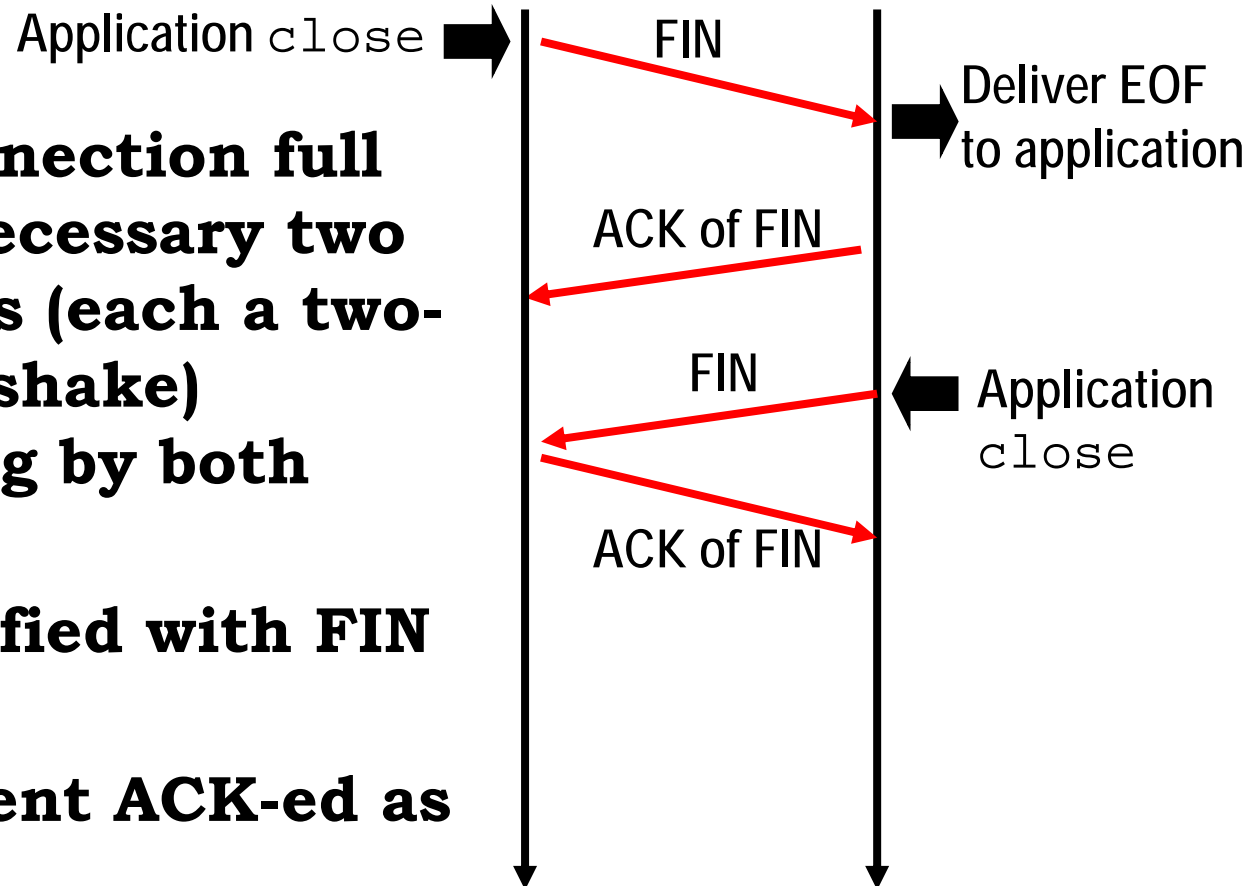 Application close
FIN
Deliver EOF
to application
nection full
ecessary two
s (each a two-
shake)
g by both
fied with FIN
ent ACK-ed as
ACK of FIN
FIN
Application
close
ACK of FIN